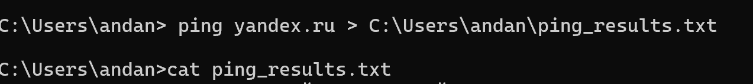 C:\Users\andan> ping yandex.ru > C:\Users\andan\ping_results.txt
C:\Users\andan>cat ping_results.txt